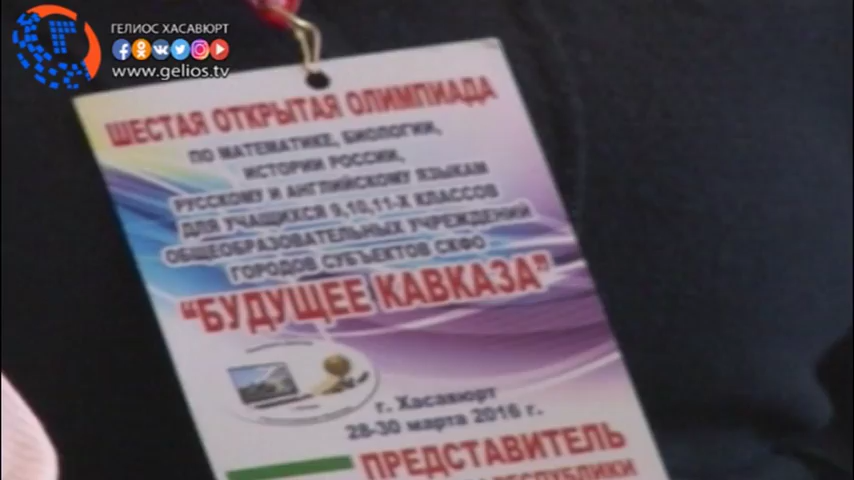 ГЕЛИОС ХАСАВЮРТ
www.gelios.tv
ШЕСТАЯ ОТКРЫТАЯ ОЛИМПИАДА
ПО МАТЕМАТИКЕ, БИОЛОГИИ,
ИСТОРИИ РОССИИ,
РУССКОМУ И АНГЛИЙСКОМУ ЯЗЫКАМ
ДЛЯ УЧАЩИХСЯ 9,10,11-Х КЛАССОВ
ОБЩЕОБРАЗОВАТЕЛЬНЫХ УЧРЕЖДЕНИЙ
ГОРОДОВ СУБЪЕКТОВ СКФО
"БУДУЩЕЕ КАВКАЗА"
г. Хасавюрт
28-30 марта 2016 г.
ПРЕДСТАВИТЕЛЬ
РЕСПУБЛИКИ